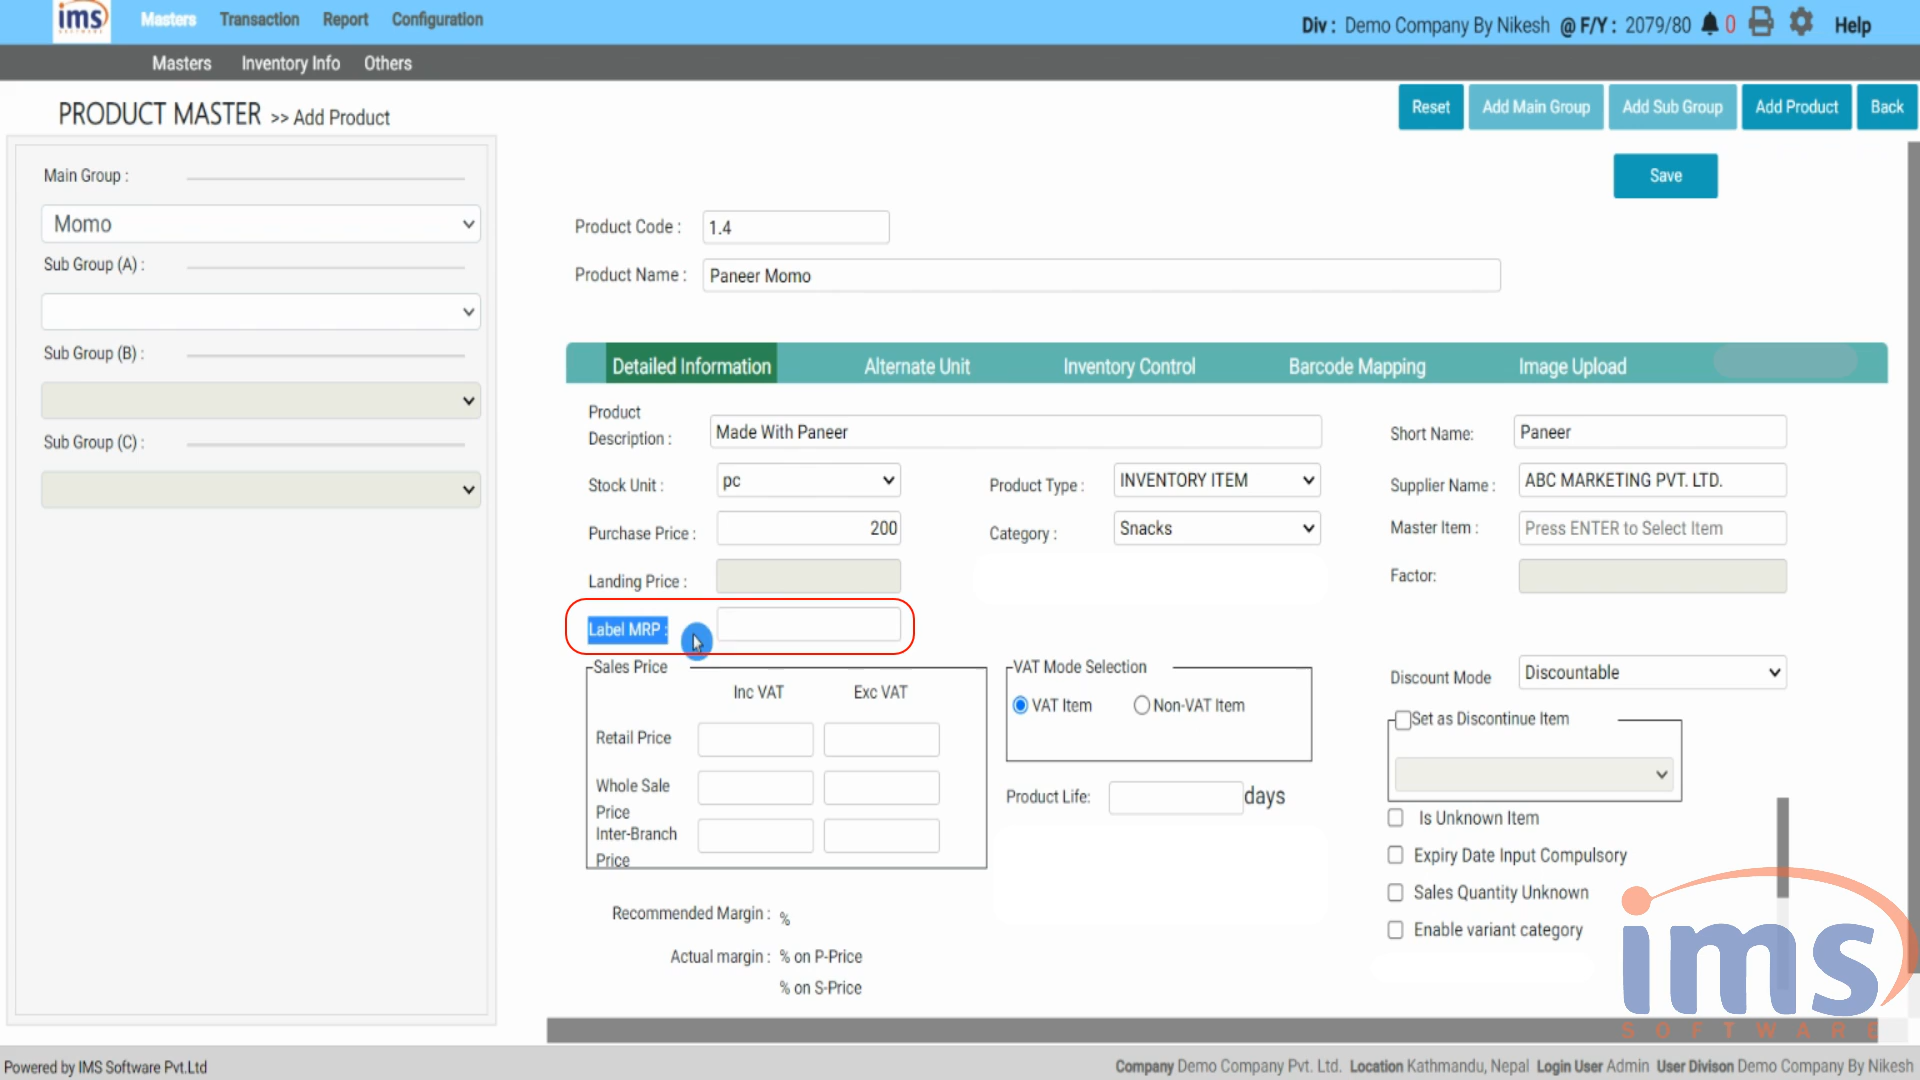 ims
SOFTWARE
Masters Transaction Report Configuration
Div : Demo Company By Nikesh @ F/Y : 2079/80 0 Help
Masters Inventory Info Others
PRODUCT MASTER >> Add Product
Reset Add Main Group Add Sub Group Add Product Back
Save
Main Group :
Momo
Sub Group (A) :
Sub Group (B) :
Sub Group (C) :
Product Code : 1.4
Product Name : Paneer Momo
Detailed Information Alternate Unit Inventory Control Barcode Mapping Image Upload
Product
Description : Made With Paneer Short Name: Paneer
Stock Unit : pc Product Type : INVENTORY ITEM Supplier Name : ABC MARKETING PVT. LTD.
Purchase Price : 200 Category : Snacks Master Item : Press ENTER to Select Item
Landing Price : Factor:
Label MRP :
Sales Price VAT Mode Selection Discount Mode Discountable
Inc VAT Exc VAT VAT Item Non-VAT Item
Set as Discontinue Item
Retail Price
Whole Sale
Price
Product Life: days
Inter-Branch
Price
Is Unknown Item
Expiry Date Input Compulsory
Sales Quantity Unknown
Enable variant category
Recommended Margin : %
Actual margin : % on P-Price
% on S-Price
ims
SOFTWARE
Powered by IMS Software Pvt.Ltd
Company Demo Company Pvt. Ltd. Location Kathmandu, Nepal Login User Admin User Divison Demo Company By Nikesh